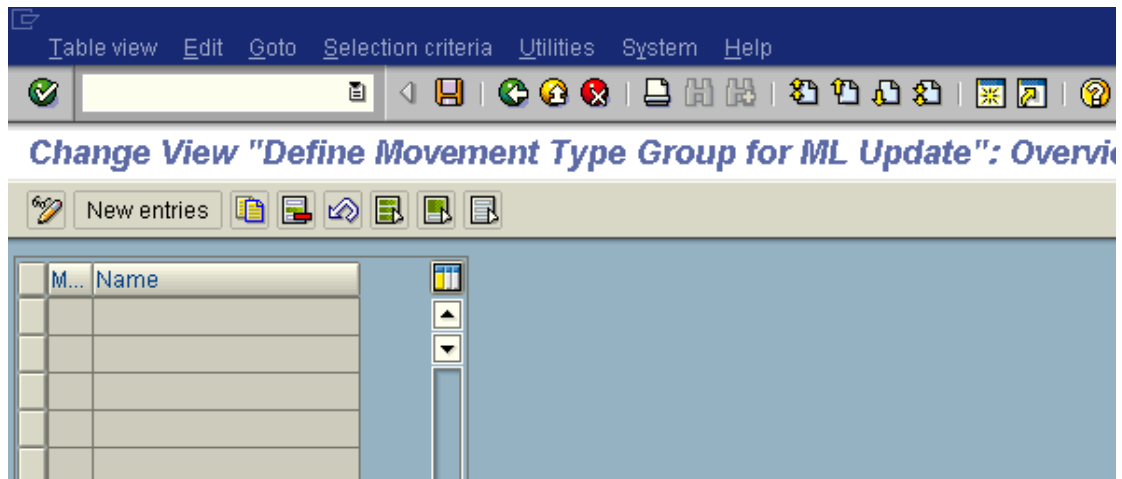 Table view Edit Goto Selection criteria Utilities System Help
Change View "Define Movement Type Group for ML Update": Overvi
New entries
M... Name